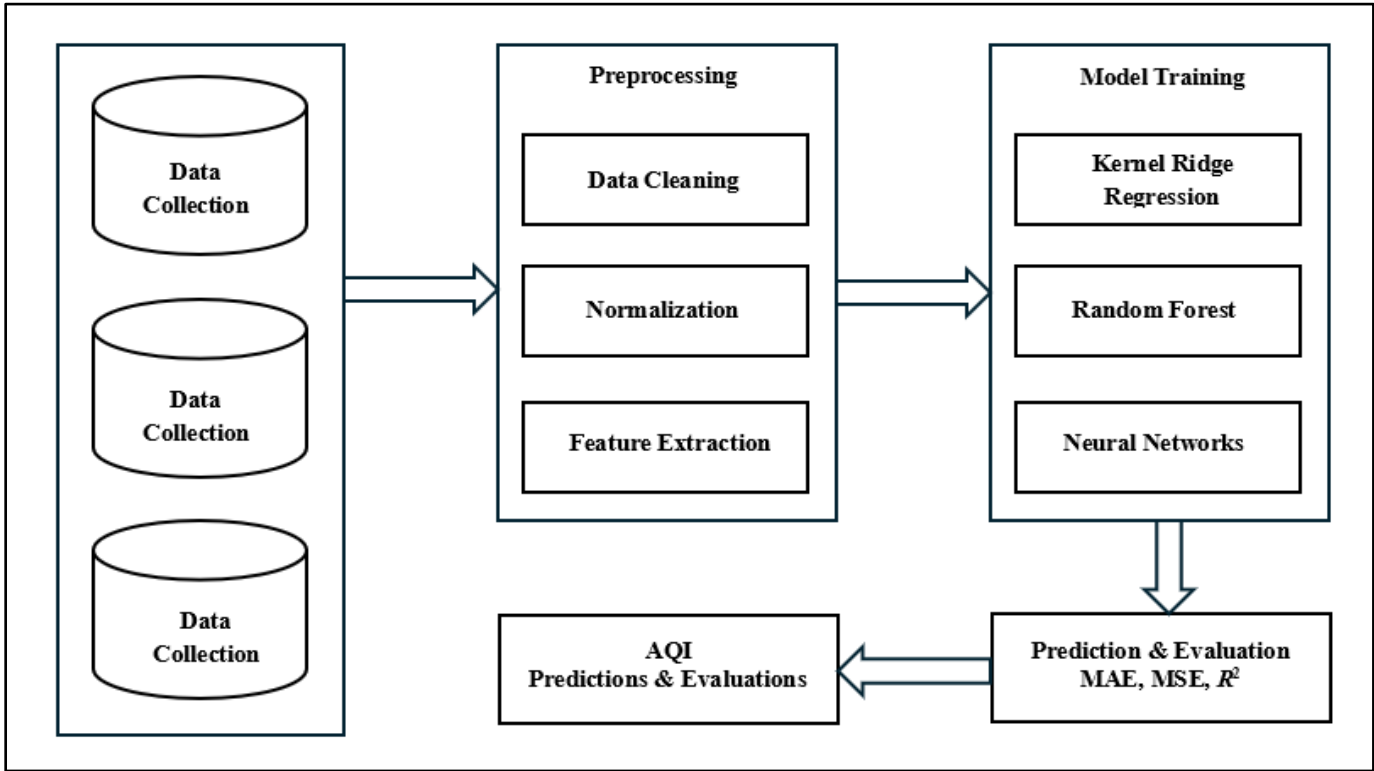 Data
Collection
Data
Collection
Data
Collection
Preprocessing
Data Cleaning
Normalization
Feature Extraction
Model Training
Kernel Ridge
Regression
Random Forest
Neural Networks
Prediction & Evaluation
MAE, MSE, R²
AQI
Predictions & Evaluations